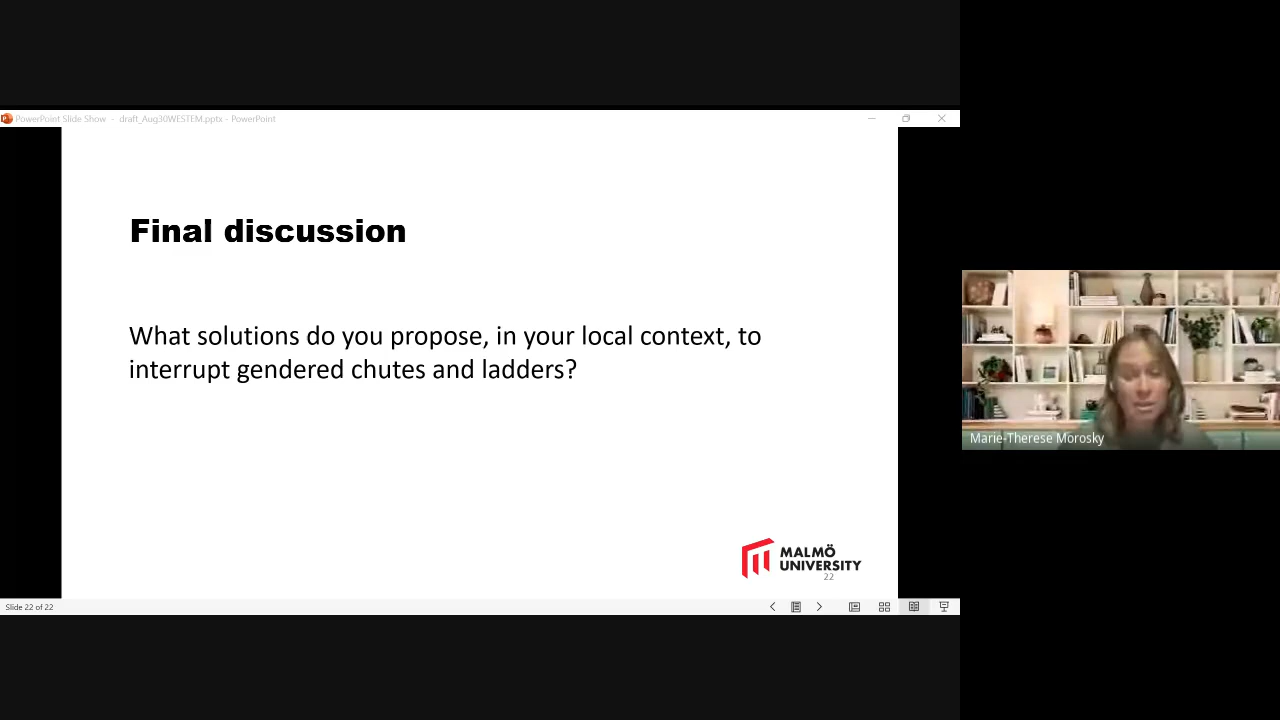 PowerPoint Slide Show - draft_Aug30WESTEM.pptx - PowerPoint
Final discussion
What solutions do you propose, in your local context, to
interrupt gendered chutes and ladders?
MALMÖ
UNIVERSITY
22
Slide 22 of 22
Marie-Therese Morosky